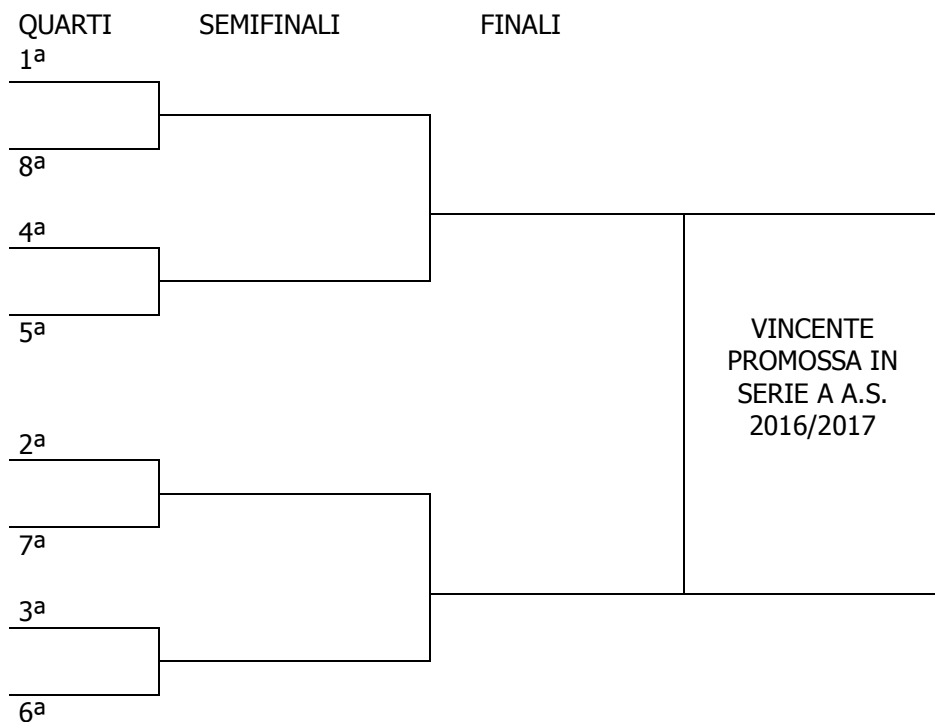 QUARTI SEMIFINALI FINALI
1ª
8ª
4ª
5ª
VINCENTE
PROMOSSA IN
SERIE A A.S.
2016/2017
2ª
7ª
3ª
6ª